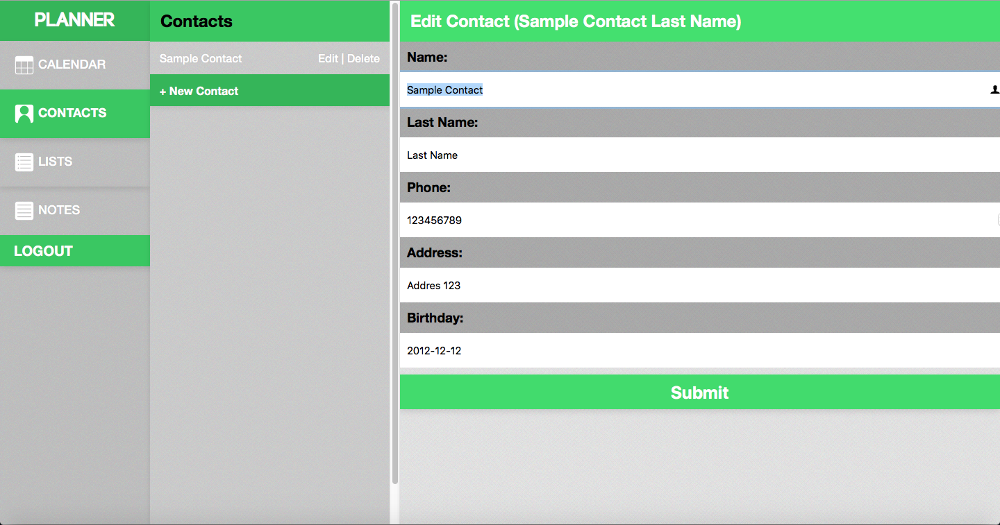 PLANNER
CALENDAR
CONTACTS
LISTS
NOTES
LOGOUT
Contacts
Sample Contact Edit | Delete
+ New Contact
Edit Contact (Sample Contact Last Name)
Name:
Sample Contact
Last Name:
Last Name
Phone:
123456789
Address:
Addres 123
Birthday:
2012-12-12
Submit